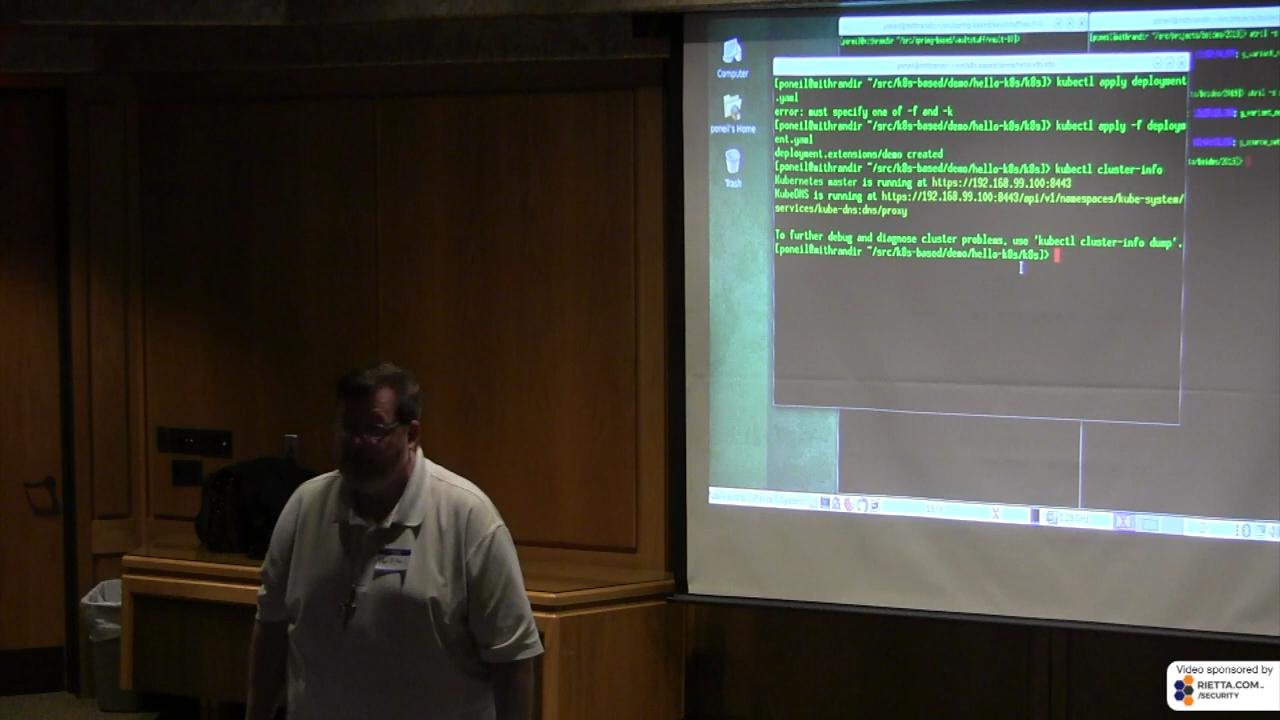 Computer
poneil's Home
Trash
[poneil@mithrandir ~/src/k8s-based/demo/hello-k8s/k8s]> kubectl apply deployment
.yaml
error: must specify one of -f and -k
[poneil@mithrandir ~/src/k8s-based/demo/hello-k8s/k8s]> kubectl apply -f deploym
ent.yaml
deployment.extensions/demo created
[poneil@mithrandir ~/src/k8s-based/demo/hello-k8s/k8s]> kubectl cluster-info
Kubernetes master is running at https://192.168.99.100:8443
KubeDNS is running at https://192.168.99.100:8443/api/v1/namespaces/kube-system/
services/kube-dns:dns/proxy
To further debug and diagnose cluster problems, use 'kubectl cluster-info dump'.
[poneil@mithrandir ~/src/k8s-based/demo/hello-k8s/k8s]>
Applications Places System
Video sponsored by
RIETTA.COM
/SECURITY